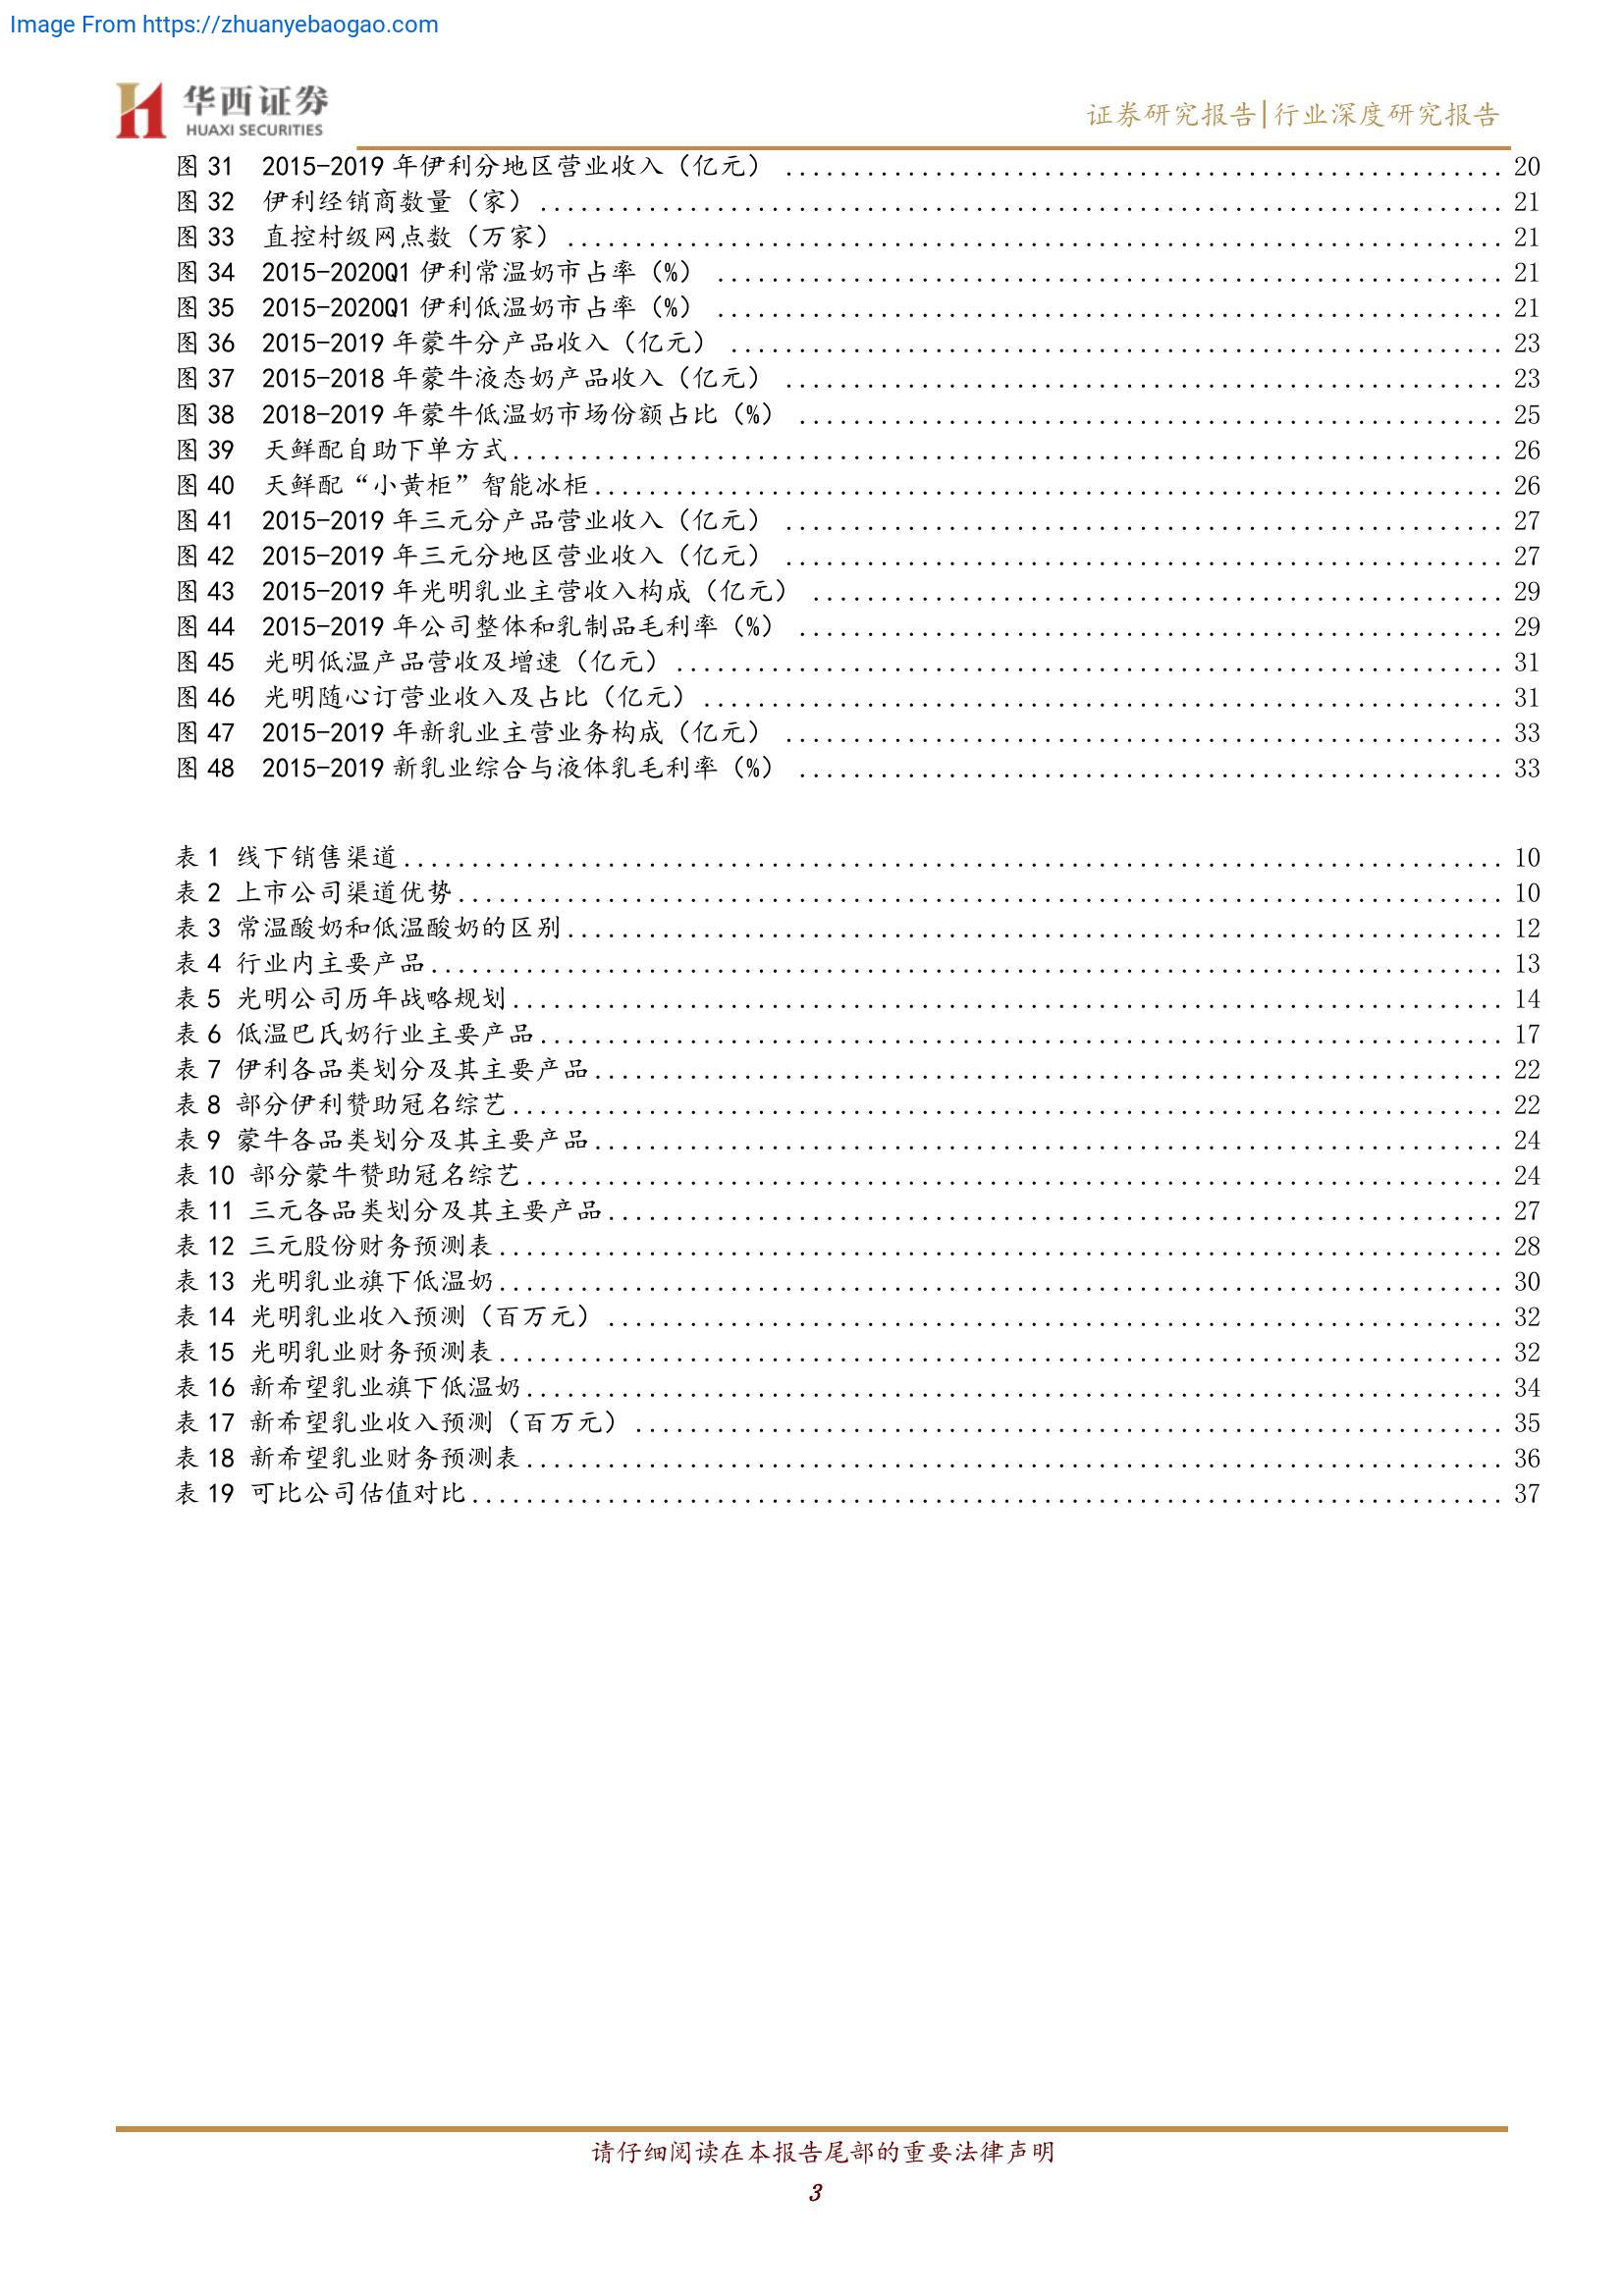 Image From https://zhuanyebaogao.com
华西证券
HUAXI SECURITIES
证券研究报告|行业深度研究报告
图 31 2015-2019 年伊利分地区营业收入（亿元） ........ 20
图 32 伊利经销商数量（家） ........ 21
图 33 直控村级网点数（万家） ........ 21
图 34 2015-2020Q1 伊利常温奶市占率（%） ........ 21
图 35 2015-2020Q1 伊利低温奶市占率（%） ........ 21
图 36 2015-2019 年蒙牛分产品收入（亿元） ........ 23
图 37 2015-2018 年蒙牛液态奶产品收入（亿元） ........ 23
图 38 2018-2019 年蒙牛低温奶市场份额占比（%） ........ 25
图 39 天鲜配自助下单方式 ........ 26
图 40 天鲜配“小黄柜”智能冰柜 ........ 26
图 41 2015-2019 年三元分产品营业收入（亿元） ........ 27
图 42 2015-2019 年三元分地区营业收入（亿元） ........ 27
图 43 2015-2019 年光明乳业主营收入构成（亿元） ........ 29
图 44 2015-2019 年公司整体和乳制品毛利率（%） ........ 29
图 45 光明低温产品营收及增速（亿元） ........ 31
图 46 光明随心订营业收入及占比（亿元） ........ 31
图 47 2015-2019 年新乳业主营业务构成（亿元） ........ 33
图 48 2015-2019 新乳业综合与液体乳毛利率（%） ........ 33
表 1 线下销售渠道 ........ 10
表 2 上市公司渠道优势 ........ 10
表 3 常温酸奶和低温酸奶的区别 ........ 12
表 4 行业内主要产品 ........ 13
表 5 光明公司历年战略规划 ........ 14
表 6 低温巴氏奶行业主要产品 ........ 17
表 7 伊利各品类划分及其主要产品 ........ 22
表 8 部分伊利赞助冠名综艺 ........ 22
表 9 蒙牛各品类划分及其主要产品 ........ 24
表 10 部分蒙牛赞助冠名综艺 ........ 24
表 11 三元各品类划分及其主要产品 ........ 27
表 12 三元股份财务预测表 ........ 28
表 13 光明乳业旗下低温奶 ........ 30
表 14 光明乳业收入预测（百万元） ........ 32
表 15 光明乳业财务预测表 ........ 32
表 16 新希望乳业旗下低温奶 ........ 34
表 17 新希望乳业收入预测（百万元） ........ 35
表 18 新希望乳业财务预测表 ........ 36
表 19 可比公司估值对比 ........ 37
请仔细阅读在本报告尾部的重要法律声明
3